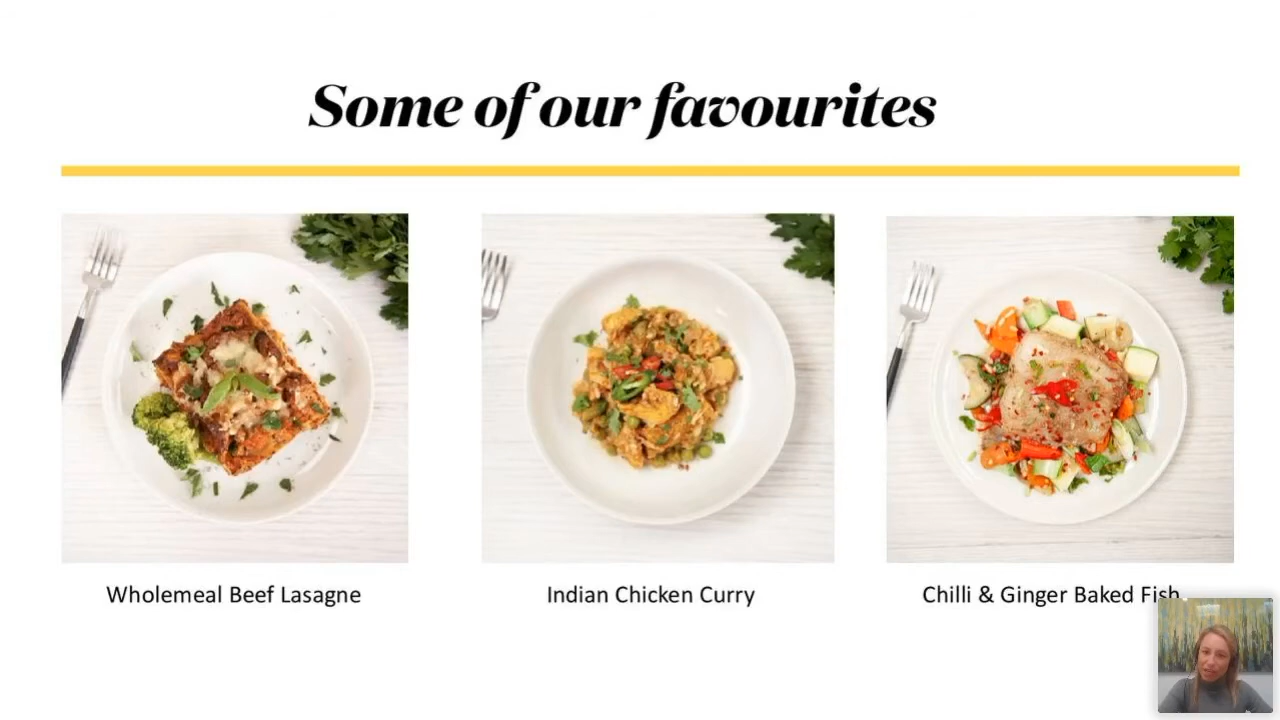 Some of our favourites
Wholemeal Beef Lasagne
Indian Chicken Curry
Chilli & Ginger Baked Fish